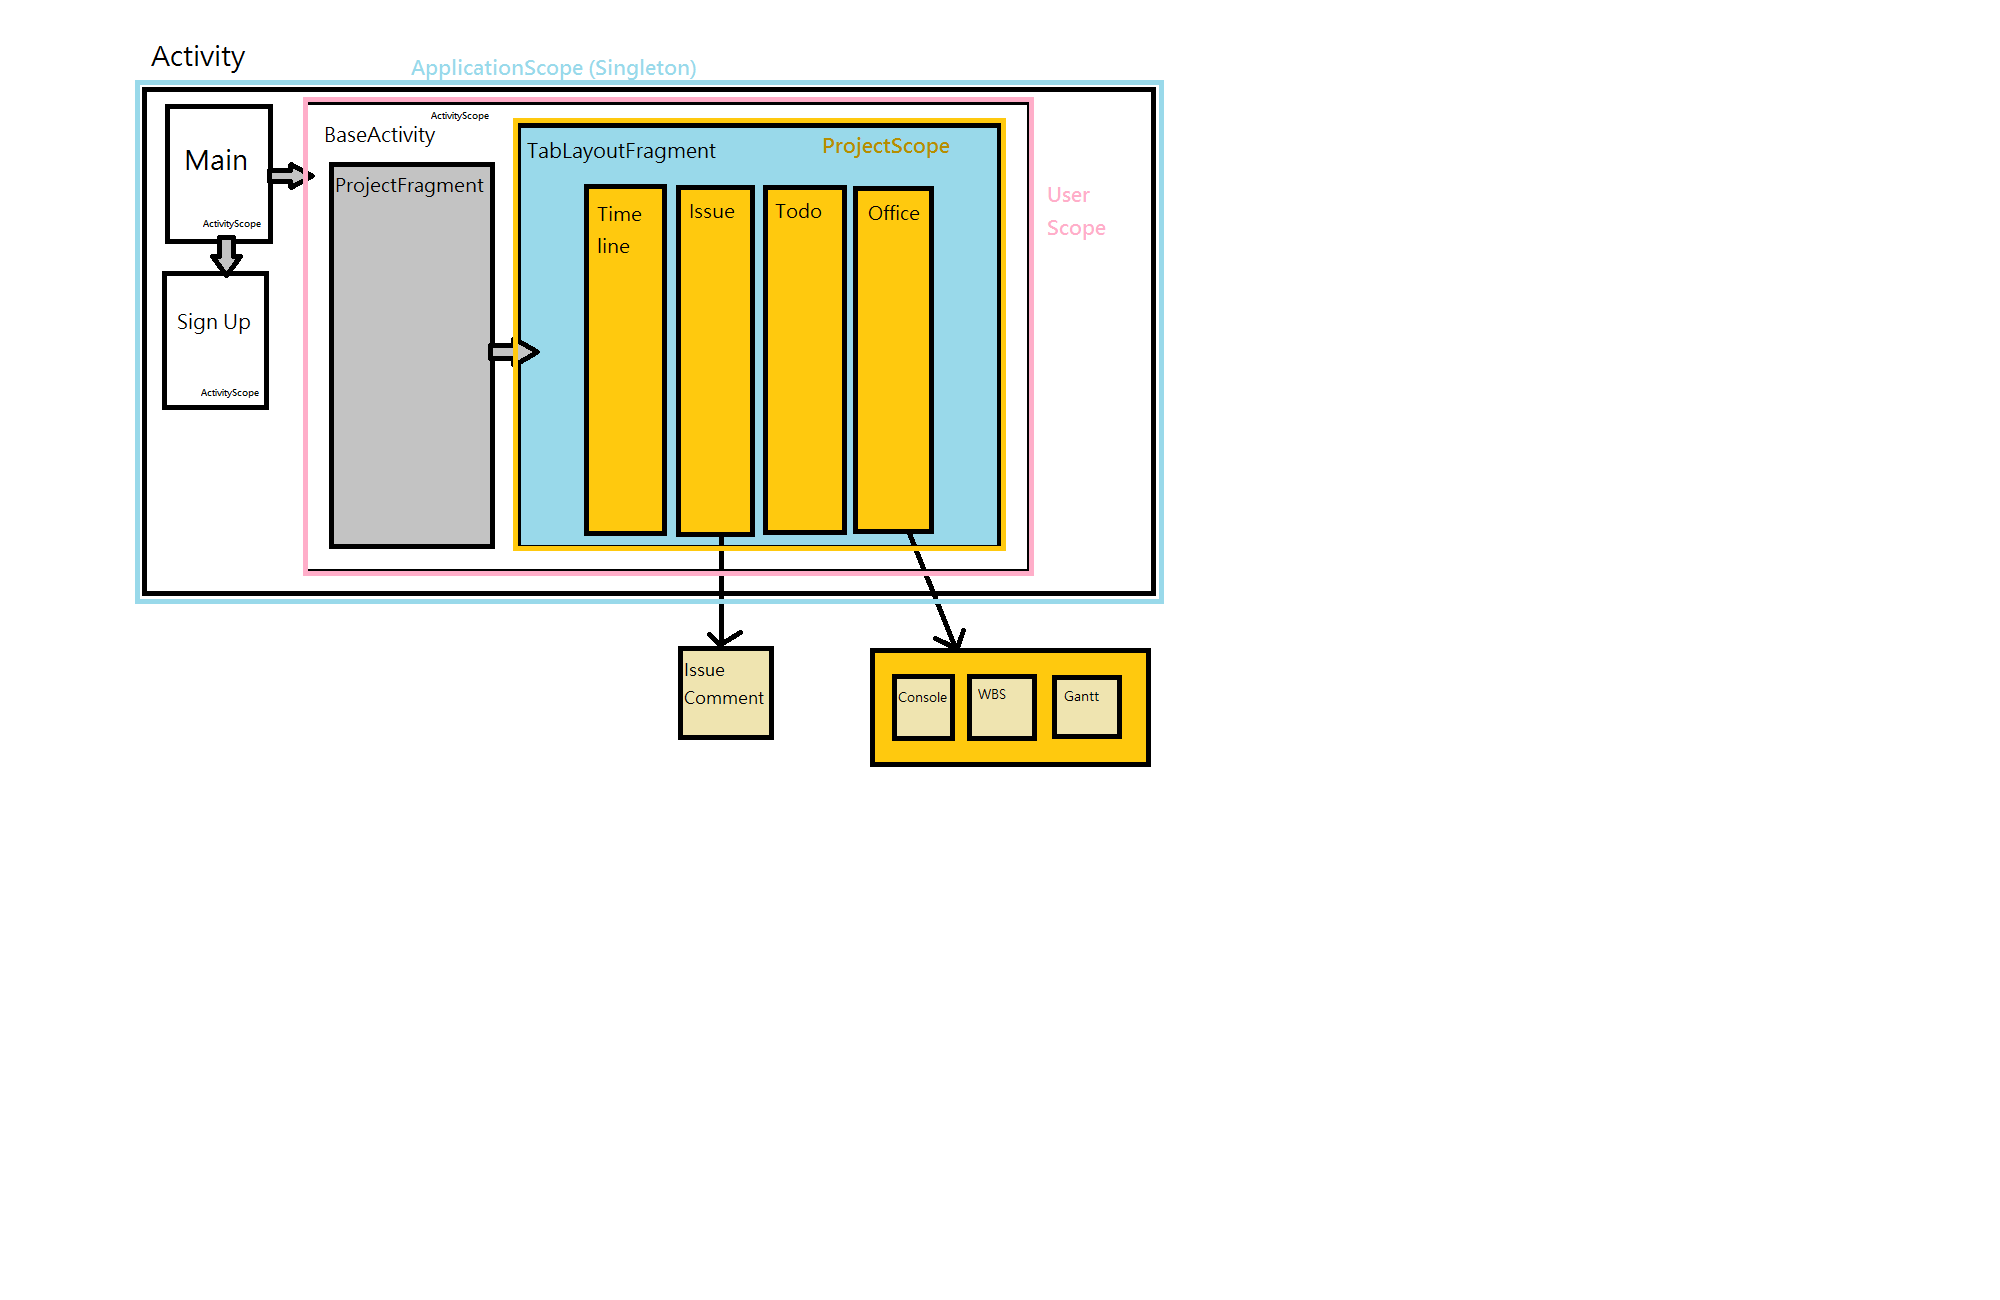 Activity
ApplicationScope (Singleton)
Main
ActivityScope
Sign Up
ActivityScope
ActivityScope
BaseActivity
ProjectFragment
TabLayoutFragment
ProjectScope
Time
line
Issue
Todo
Office
User
Scope
Issue
Comment
Console
WBS
Gantt